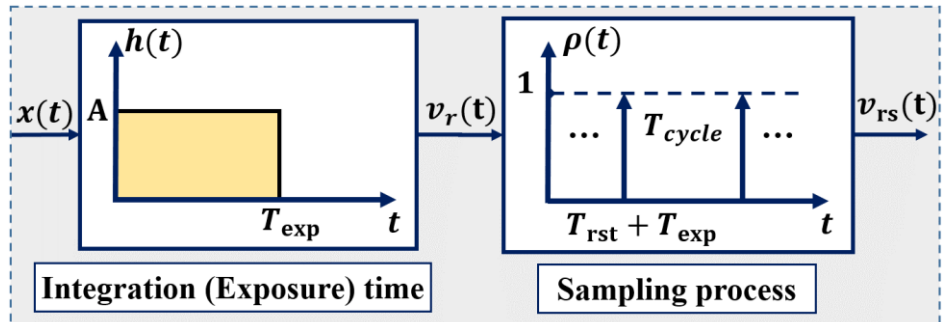 h(t)
x(t)
A
T_exp
t
Integration (Exposure) time
v_r(t)
ρ(t)
1
... T_cycle ...
T_rst + T_exp
t
Sampling process
v_rs(t)